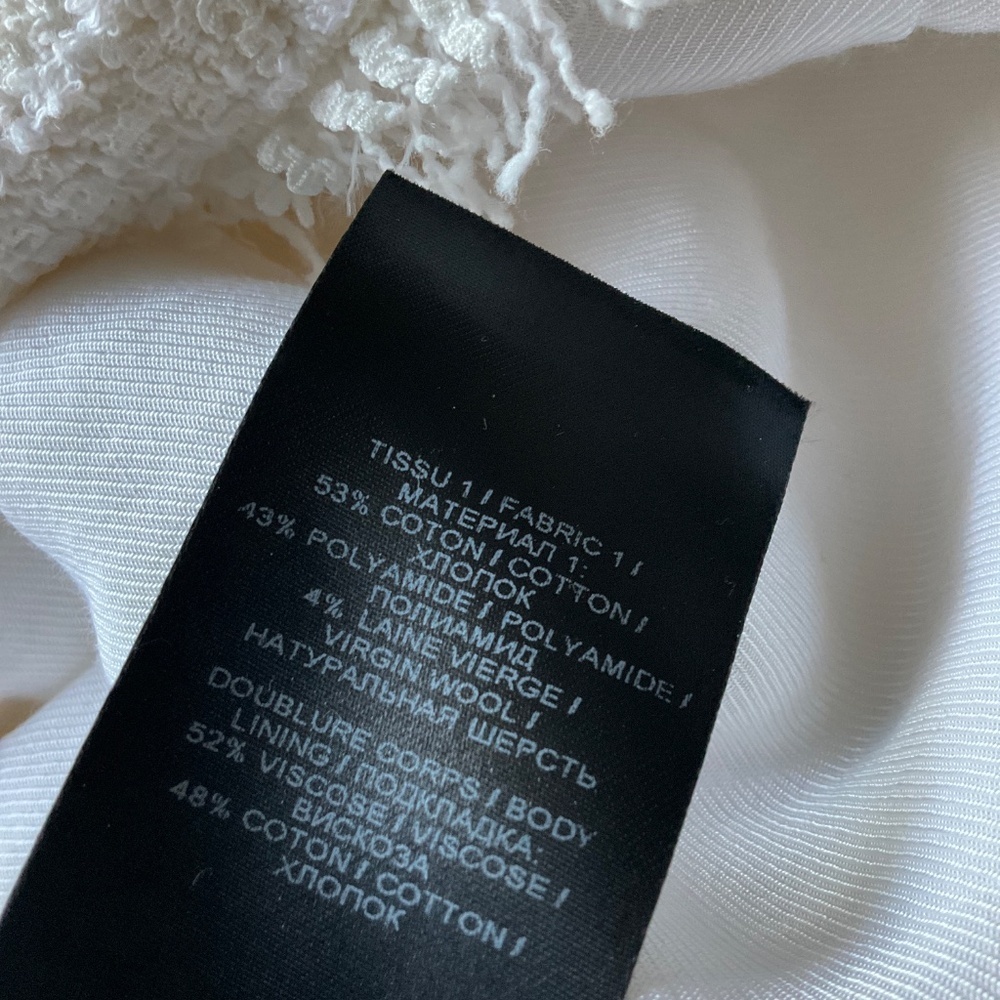 TISSU 1 / FABRIC 1 /
МАТЕРИАЛ 1:
53% COTON / COTTON /
ХЛОПОК
43% POLYAMIDE / POLYAMIDE /
ПОЛИАМИД
4% LAINE VIERGE /
VIRGIN WOOL /
НАТУРАЛЬНАЯ ШЕРСТЬ
DOUBLURE CORPS / BODY
LINING / ПОДКЛАДКА:
52% VISCOSE / VISCOSE /
ВИСКОЗА
48% COTON / COTTON /
ХЛОПОК